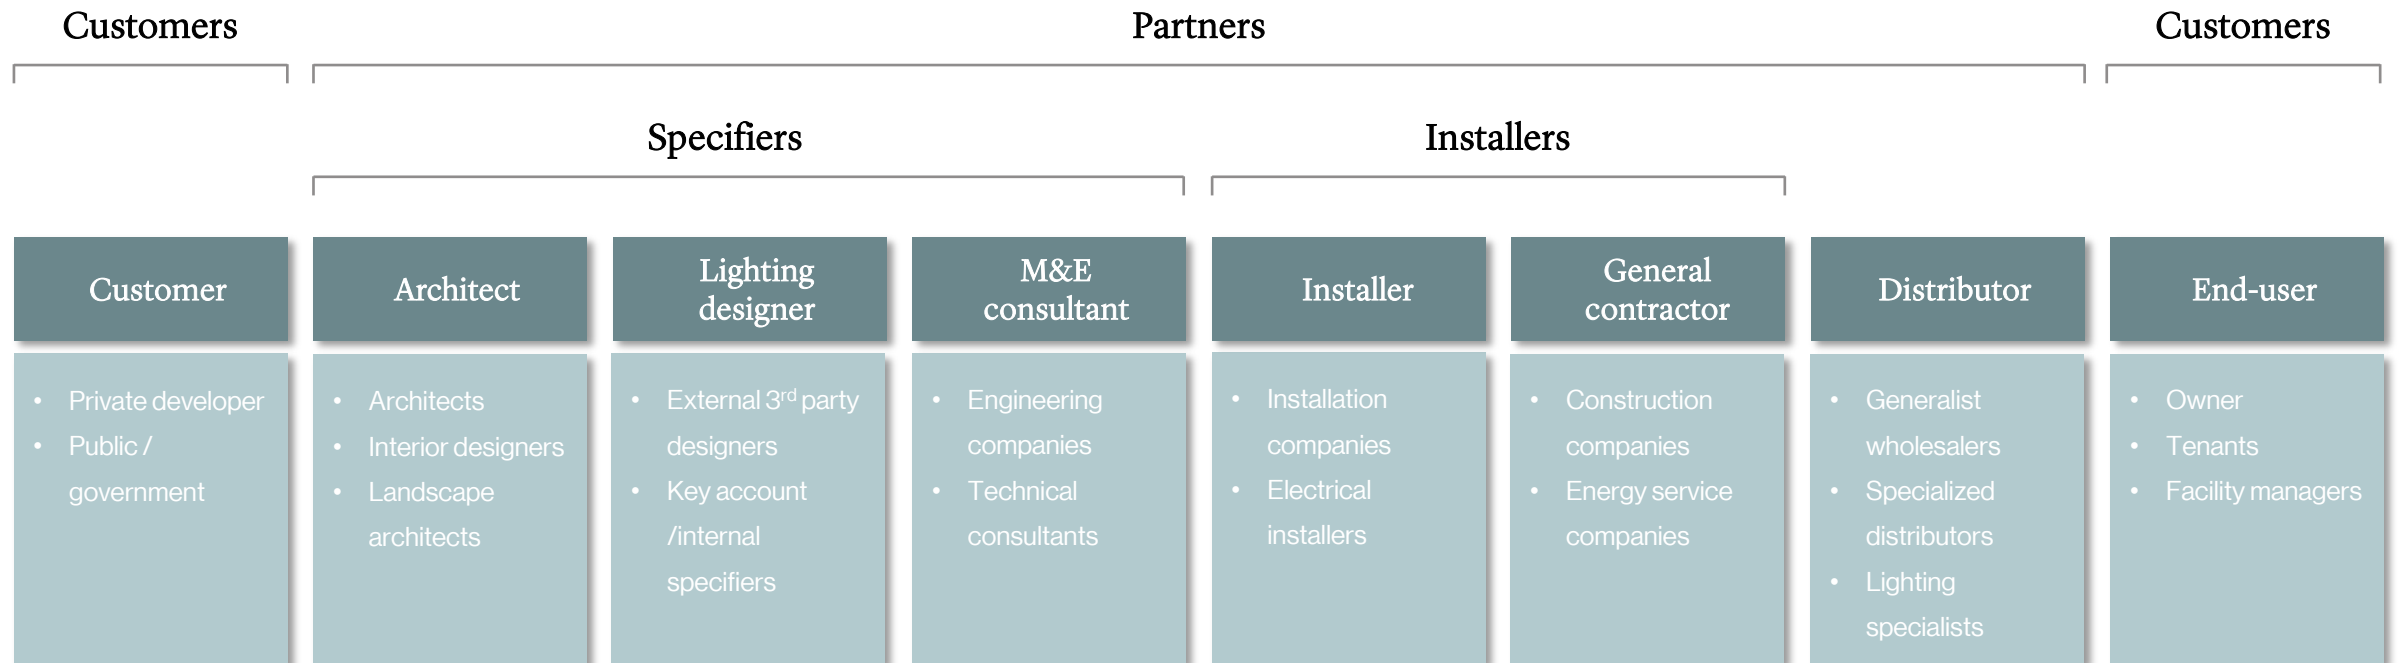 Customers
Partners
Customers
Specifiers
Installers
Customer
Architect
Lighting
designer
M&E
consultant
Installer
General
contractor
Distributor
End-user
• Private developer
• Public /
government
• Architects
• Interior designers
• Landscape
architects
• External 3rd party
designers
• Key account
/internal
specifiers
• Engineering
companies
• Technical
consultants
• Installation
companies
• Electrical
installers
• Construction
companies
• Energy service
companies
• Generalist
wholesalers
• Specialized
distributors
• Lighting
specialists
• Owner
• Tenants
• Facility managers